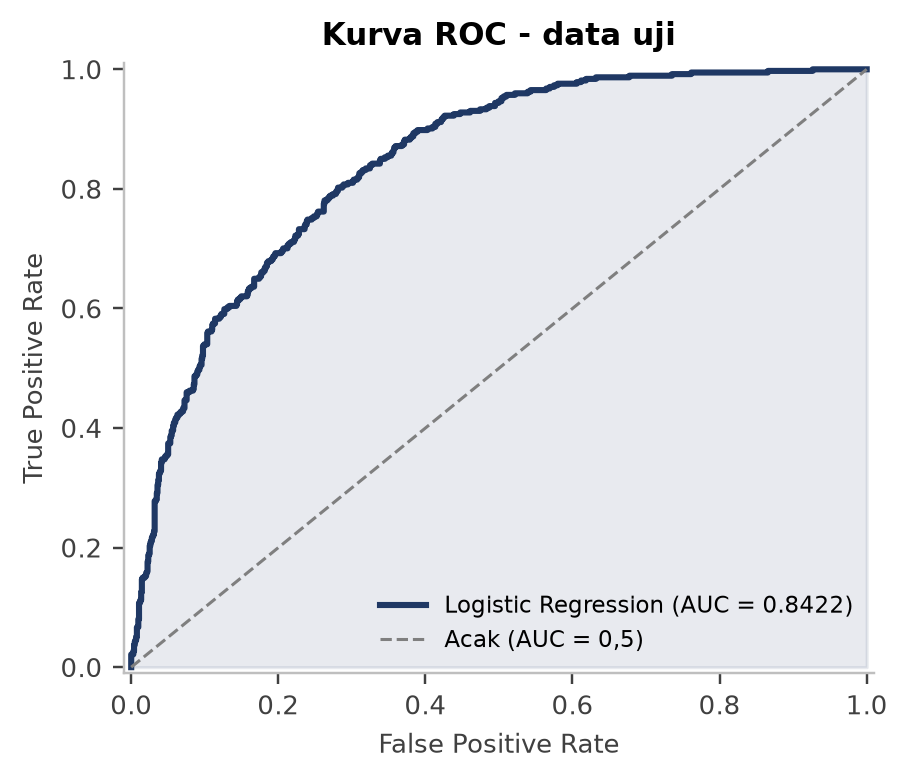 Kurva ROC - data uji
True Positive Rate
1.0
0.8
0.6
0.4
0.2
0.0
Logistic Regression (AUC = 0.8422)
Acak (AUC = 0,5)
0.0 0.2 0.4 0.6 0.8 1.0
False Positive Rate